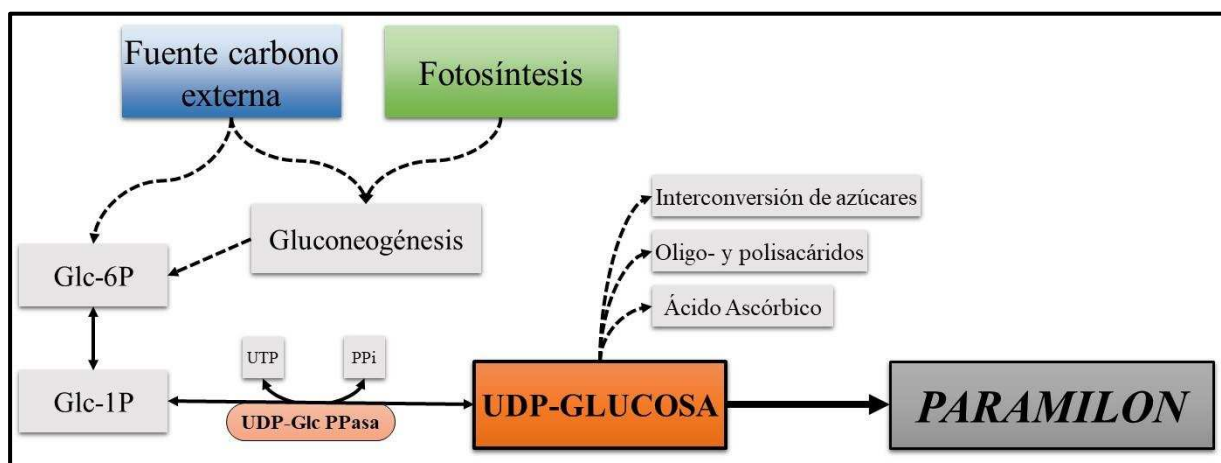 Fuente carbono
externa
Fotosíntesis
Interconversión de azúcares
Gluconeogénesis
Oligo- y polisacáridos
Glc-6P
Ácido Ascórbico
UTP
PPi
Glc-1P
UDP-GLUCOSA
PARAMILON
UDP-Glc PPasa